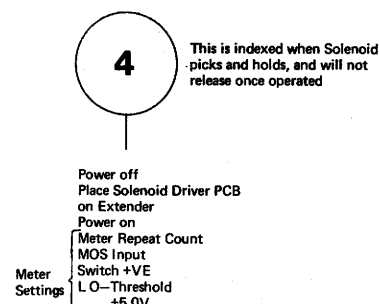 4
This is indexed when Solenoid
picks and holds, and will not
release once operated
Power off
Place Solenoid Driver PCB
on Extender
Power on
Meter Repeat Count
MOS Input
Meter Switch +VE
Settings L O—Threshold
+5.0V